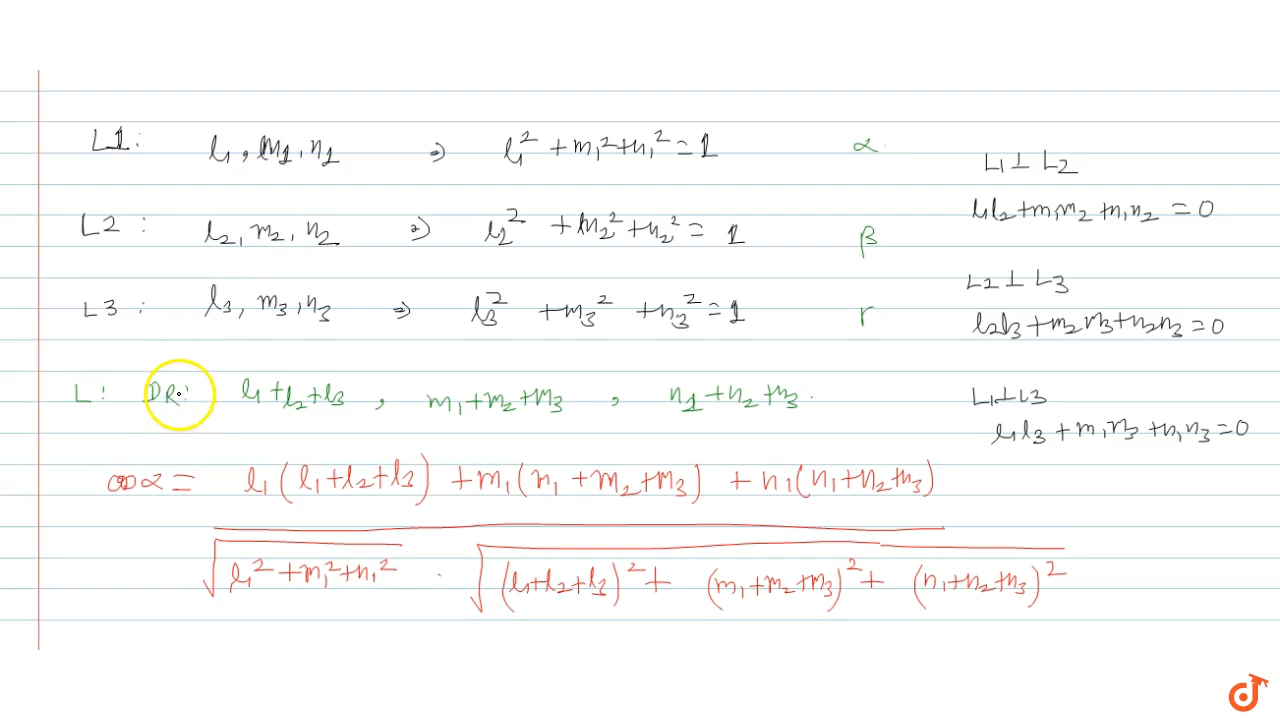 L1: l₁, m₁, n₁ ⇒ l₁² + m₁² + n₁² = 1 α
L1 ⊥ L2
l₁l₂ + m₁m₂ + n₁n₂ = 0
L2: l₂, m₂, n₂ ⇒ l₂² + m₂² + n₂² = 1 β
L2 ⊥ L3
L3: l₃, m₃, n₃ ⇒ l₃² + m₃² + n₃² = 1 r
l₂l₃ + m₂m₃ + n₂n₃ = 0
L: DR: l₁+l₂+l₃, m₁+m₂+m₃, n₁+n₂+n₃.
L1 ⊥ L3
l₁l₃ + m₁m₃ + n₁n₃ = 0
cos α = l₁(l₁+l₂+l₃) + m₁(m₁+m₂+m₃) + n₁(n₁+n₂+n₃)
√(l₁² + m₁² + n₁²) . √((l₁+l₂+l₃)² + (m₁+m₂+m₃)² + (n₁+n₂+n₃)²)